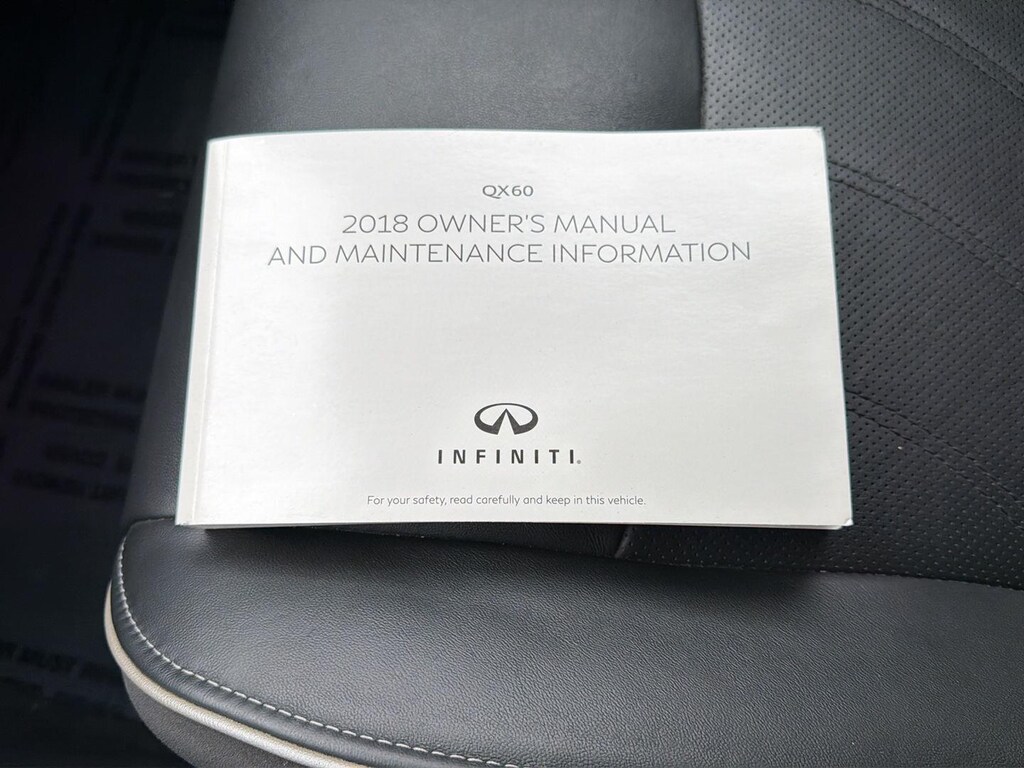 QX60
2018 OWNER'S MANUAL
AND MAINTENANCE INFORMATION
INFINITI®
For your safety, read carefully and keep in this vehicle.